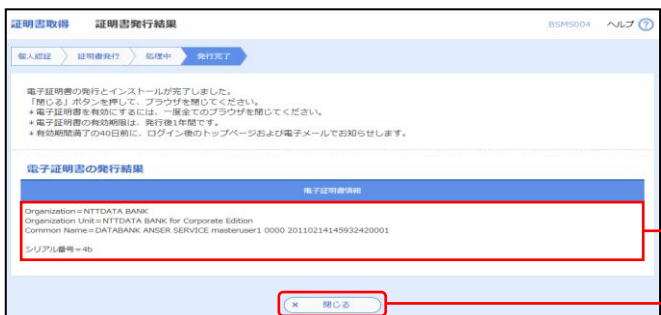 証明書取得 証明書発行結果 BSMS004 ヘルプ ?
個人認証 証明書発行 処理中 発行完了
電子証明書の発行とインストールが完了しました。
「閉じる」ボタンを押して、ブラウザを閉じてください。
*電子証明書を有効にするには、一度全てのブラウザを閉じてください。
*電子証明書の有効期限は、発行後1年間です。
*有効期間満了の40日前に、ログイン後のトップページおよび電子メールでお知らせします。
電子証明書の発行結果
電子証明書情報
Organization=NTTDATA BANK
Organization Unit=NTTDATA BANK for Corporate Edition
Common Name=DATABANK ANSER SERVICE masteruser1 0000 20110214145932420001
シリアル番号=4b
× 閉じる